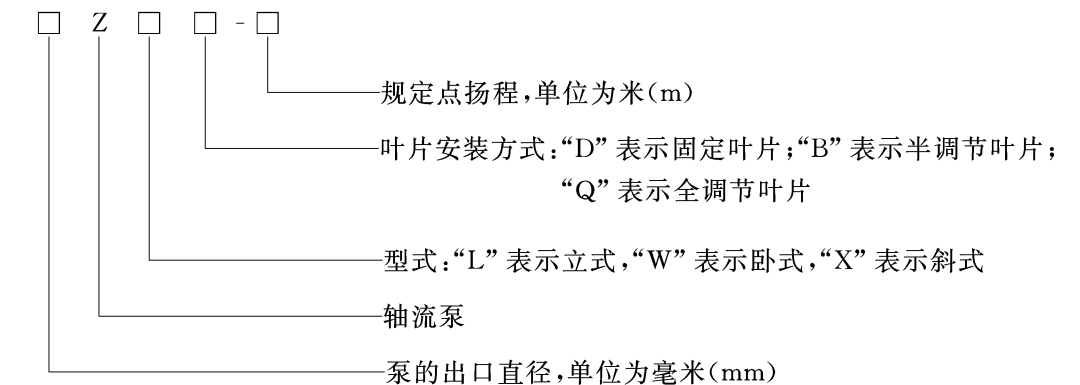 □ Z □ □ - □
规定点扬程,单位为米(m)
叶片安装方式:“D”表示固定叶片;“B”表示半调节叶片;
“Q”表示全调节叶片
型式:“L”表示立式,“W”表示卧式,“X”表示斜式
轴流泵
泵的出口直径,单位为毫米(mm)